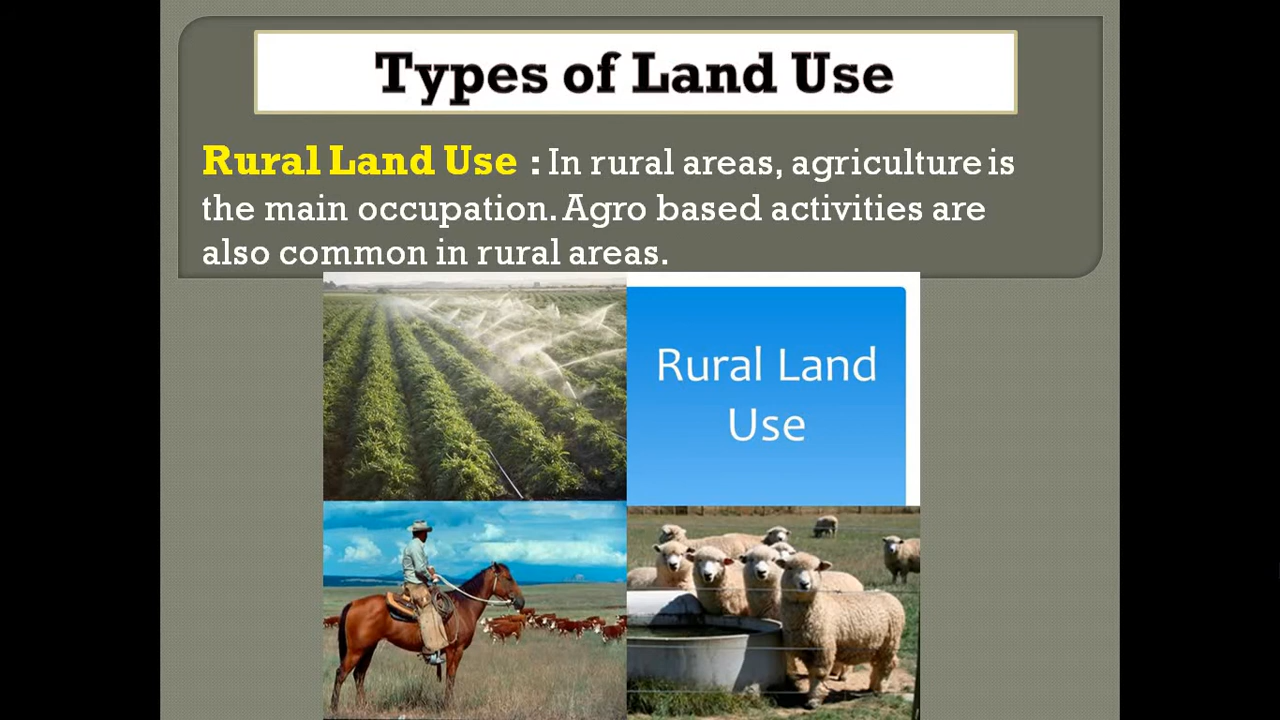 Types of Land Use
Rural Land Use : In rural areas, agriculture is
the main occupation. Agro based activities are
also common in rural areas.
Rural Land
Use